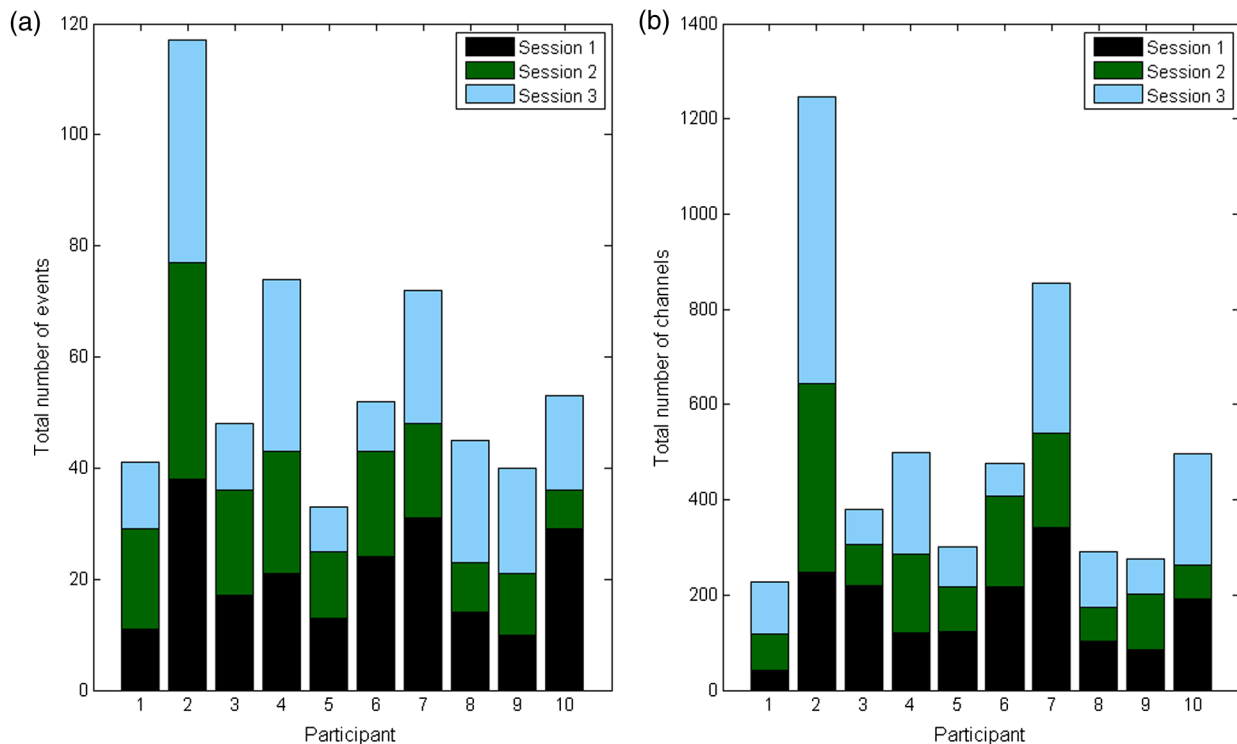 (a)
120
100
80
60
40
20
0
Total number of events
Session 1
Session 2
Session 3
1 2 3 4 5 6 7 8 9 10
Participant
(b)
1400
1200
1000
800
600
400
200
0
Total number of channels
Session 1
Session 2
Session 3
1 2 3 4 5 6 7 8 9 10
Participant